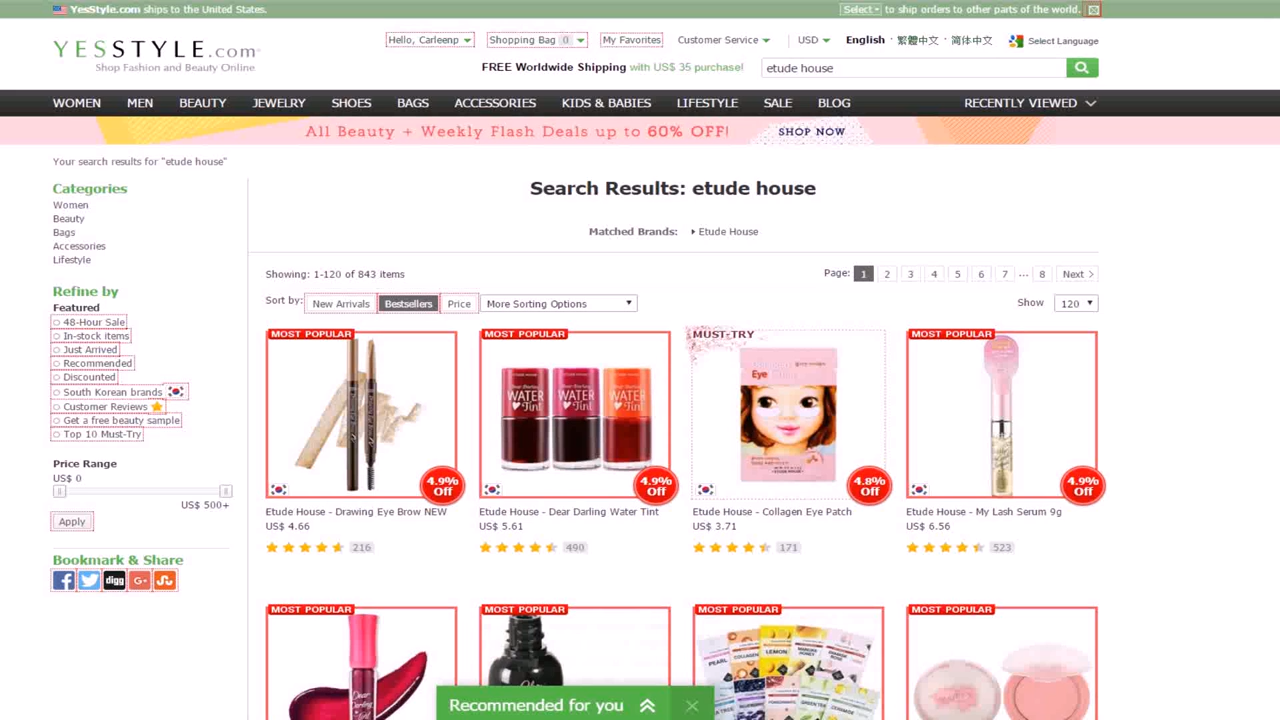 YesStyle.com ships to the United States.
Select to ship orders to other parts of the world.
YESSTYLE.com
Shop Fashion and Beauty Online.
Hello, Carleenp
Shopping Bag 0
My Favorites
Customer Service
USD
English · 繁體中文 · 简体中文
Select Language
FREE Worldwide Shipping with US$ 35 purchase!
etude house
WOMEN MEN BEAUTY JEWELRY SHOES BAGS ACCESSORIES KIDS & BABIES LIFESTYLE SALE BLOG RECENTLY VIEWED
All Beauty + Weekly Flash Deals up to 60% OFF! SHOP NOW
Your search results for "etude house"
Categories
Women
Beauty
Bags
Accessories
Lifestyle
Refine by
Featured
48-Hour Sale
In-stock items
Just Arrived
Recommended
Discounted
South Korean brands
Customer Reviews
Get a free beauty sample
Top 10 Must-Try
Price Range
US$ 0
US$ 500+
Apply
Bookmark & Share
digg
Search Results: etude house
Matched Brands: Etude House
Showing: 1-120 of 843 items
Page: 1 2 3 4 5 6 7 ... 8 Next
Sort by: New Arrivals Bestsellers Price More Sorting Options
Show 120
MOST POPULAR
4.9% Off
Etude House - Drawing Eye Brow NEW
US$ 4.66
216
MOST POPULAR
WATER Tint
WATER Tint
WATER Tint
4.9% Off
Etude House - Dear Darling Water Tint
US$ 5.61
490
MUST-TRY
Eye
4.8% Off
Etude House - Collagen Eye Patch
US$ 3.71
171
MOST POPULAR
4.9% Off
Etude House - My Lash Serum 9g
US$ 6.56
523
MOST POPULAR
Dear
MOST POPULAR
MOST POPULAR
PEARL
COLLAGEN
LEMON
MOST POPULAR
Recommended for you